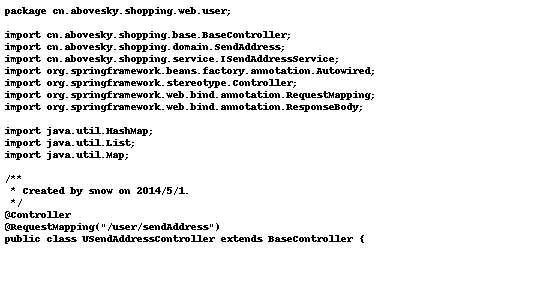 package cn.abovesky.shopping.web.user;

import cn.abovesky.shopping.base.BaseController;
import cn.abovesky.shopping.domain.SendAddress;
import cn.abovesky.shopping.service.ISendAddressService;
import org.springframework.beans.factory.annotation.Autowired;
import org.springframework.stereotype.Controller;
import org.springframework.web.bind.annotation.RequestMapping;
import org.springframework.web.bind.annotation.ResponseBody;

import java.util.HashMap;
import java.util.List;
import java.util.Map;

/**
 * Created by snow on 2014/5/1.
 */
@Controller
@RequestMapping("/user/sendAddress")
public class USendAddressController extends BaseController {